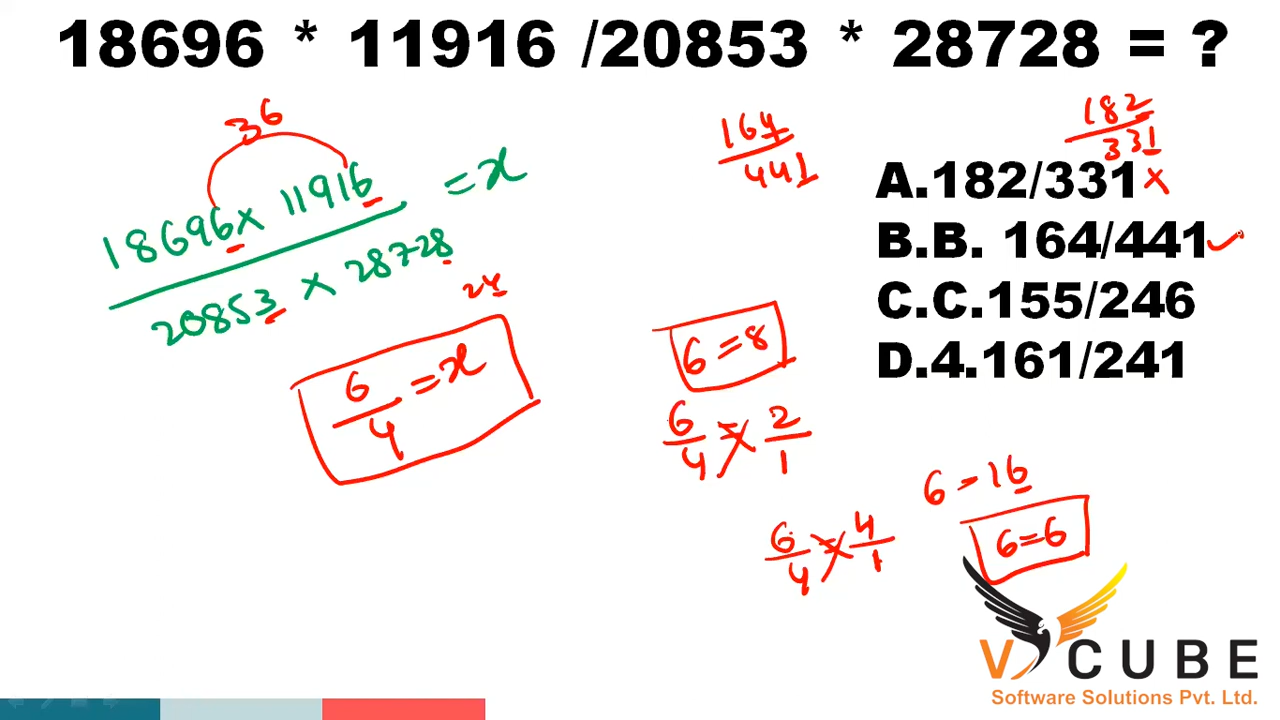 18696 * 11916 /20853 * 28728 = ?
36
18696 x 11916 = x
20853 x 28728
24
6/4 = x
164/441
182/331
A.182/331 x
B.B. 164/441 ✓
C.C.155/246
D.4.161/241
6 = 8
6/4 = 2/1
6 = 16
6/4 = 4/1
6 = 6
V CUBE
Software Solutions Pvt. Ltd.